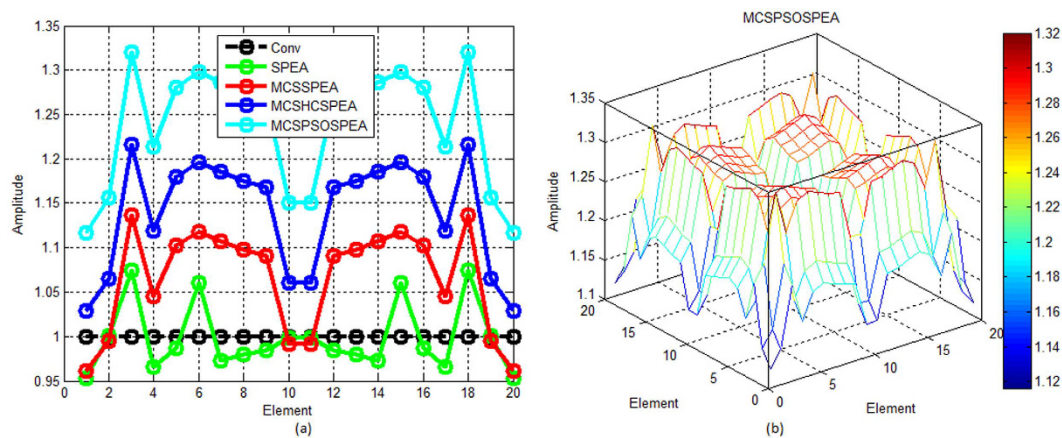 1.35
1.3
1.25
1.2
1.15
1.1
1.05
1
0.95
Amplitude
Conv
SPEA
MCSSPEA
MCSHCSPEA
MCSPSOSPEA
0 2 4 6 8 10 12 14 16 18 20
Element
(a)
MCSPSOSPEA
1.35
1.3
1.25
1.2
1.15
1.1
Amplitude
20
15
10
5
0
Element
0
5
10
15
20
Element
(b)
1.32
1.3
1.28
1.26
1.24
1.22
1.2
1.18
1.16
1.14
1.12